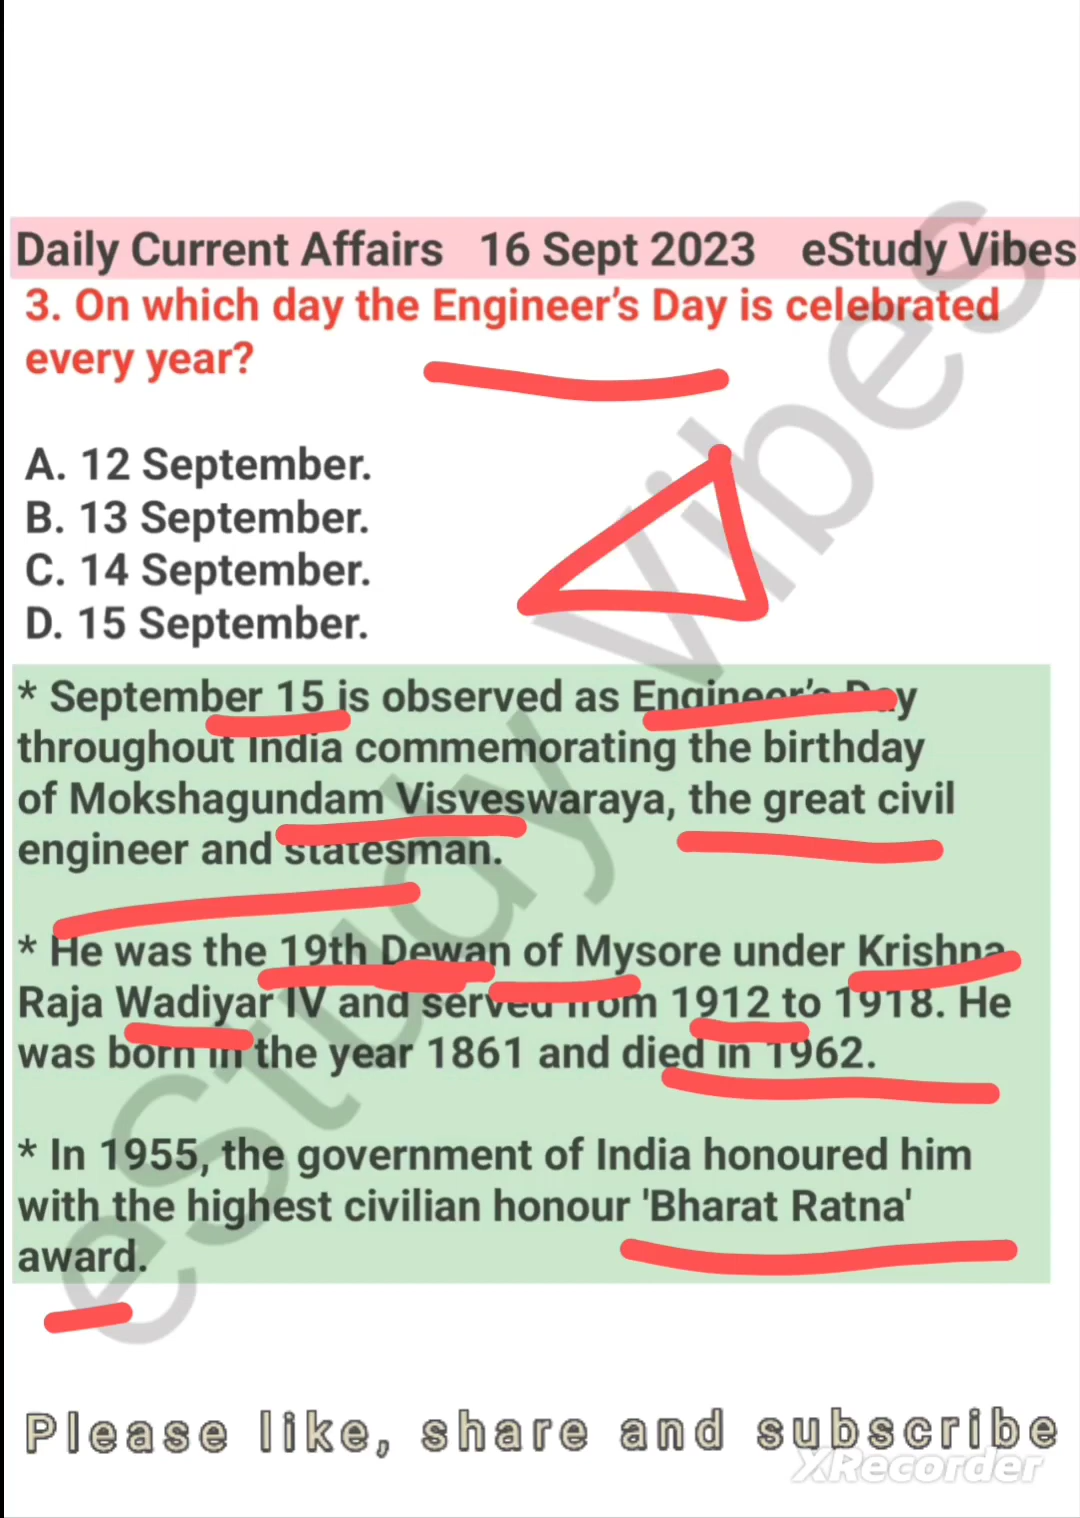 Daily Current Affairs 16 Sept 2023 eStudy Vibes
3. On which day the Engineer's Day is celebrated
every year?
A. 12 September.
B. 13 September.
C. 14 September.
D. 15 September.
* September 15 is observed as Engineer's Day
throughout India commemorating the birthday
of Mokshagundam Visveswaraya, the great civil
engineer and statesman.
* He was the 19th Dewan of Mysore under Krishna
Raja Wadiyar IV and served from 1912 to 1918. He
was born in the year 1861 and died in 1962.
* In 1955, the government of India honoured him
with the highest civilian honour 'Bharat Ratna'
award.
Please like, share and subscribe
XRecorder
eStudy Vibes